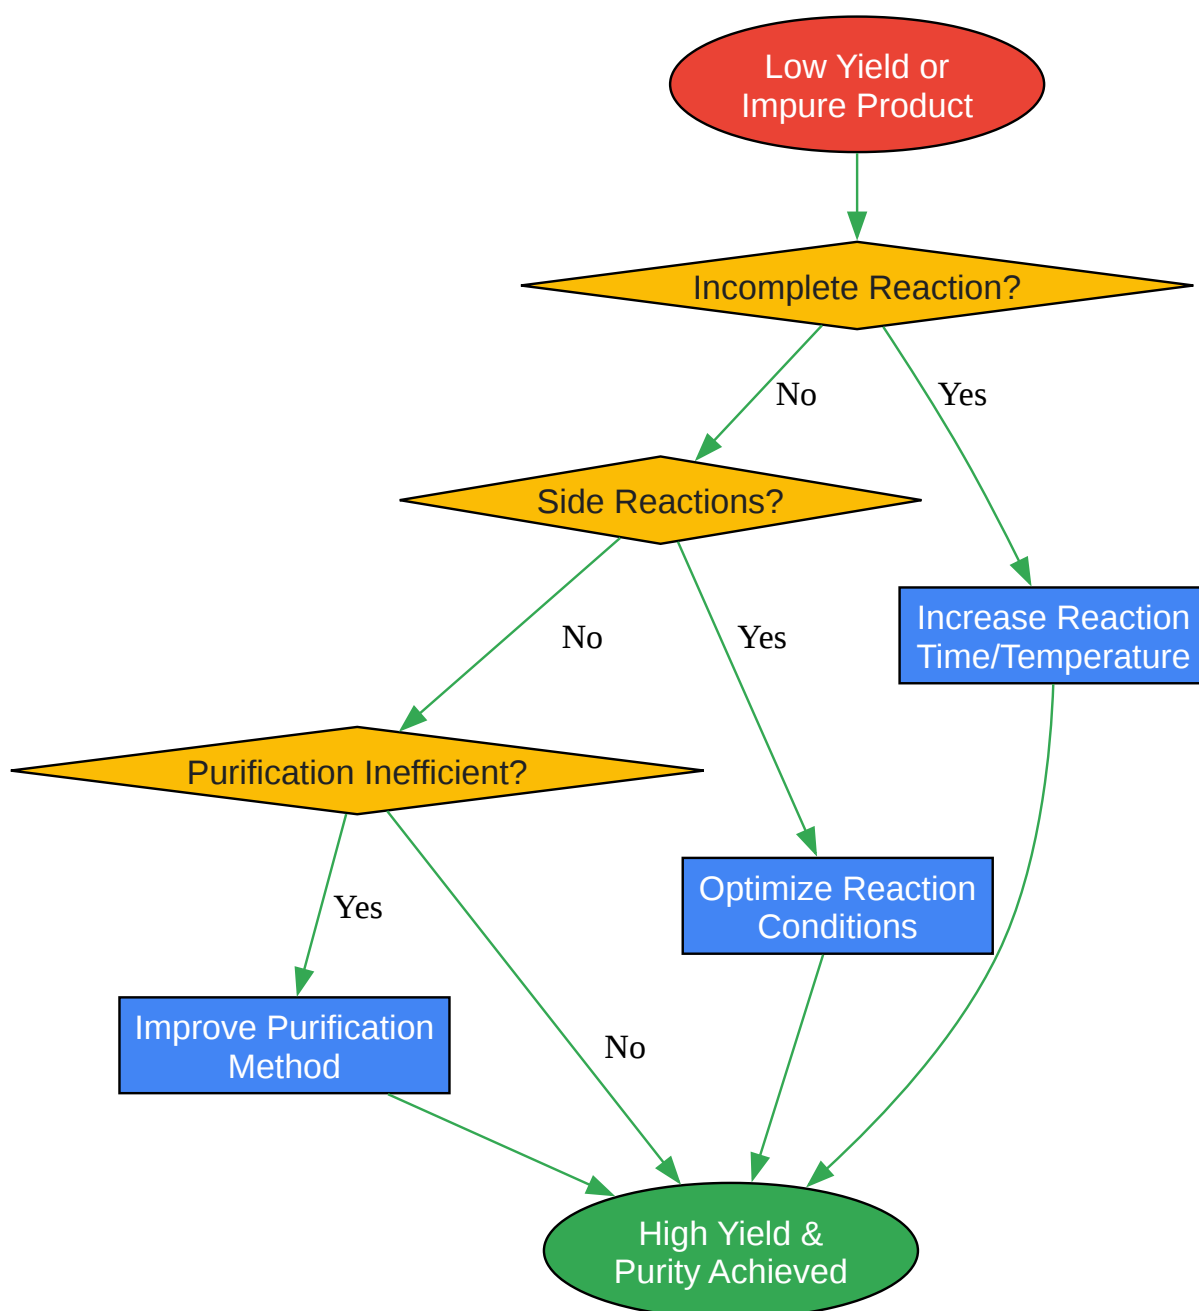 Low Yield or
Impure Product
Incomplete Reaction?
No
Yes
Side Reactions?
Increase Reaction
Time/Temperature
No
Yes
Purification Inefficient?
Optimize Reaction
Conditions
Yes
Improve Purification
Method
No
High Yield &
Purity Achieved